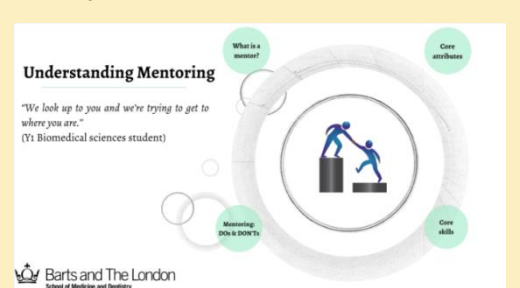 Understanding Mentoring
"We look up to you and we're trying to get to
where you are."
(Y1 Biomedical sciences student)
What is a
mentor?
Core
attributes
Mentoring:
DOs & DON'Ts
Core
skills
Barts and The London
School of Medicine and Dentistry